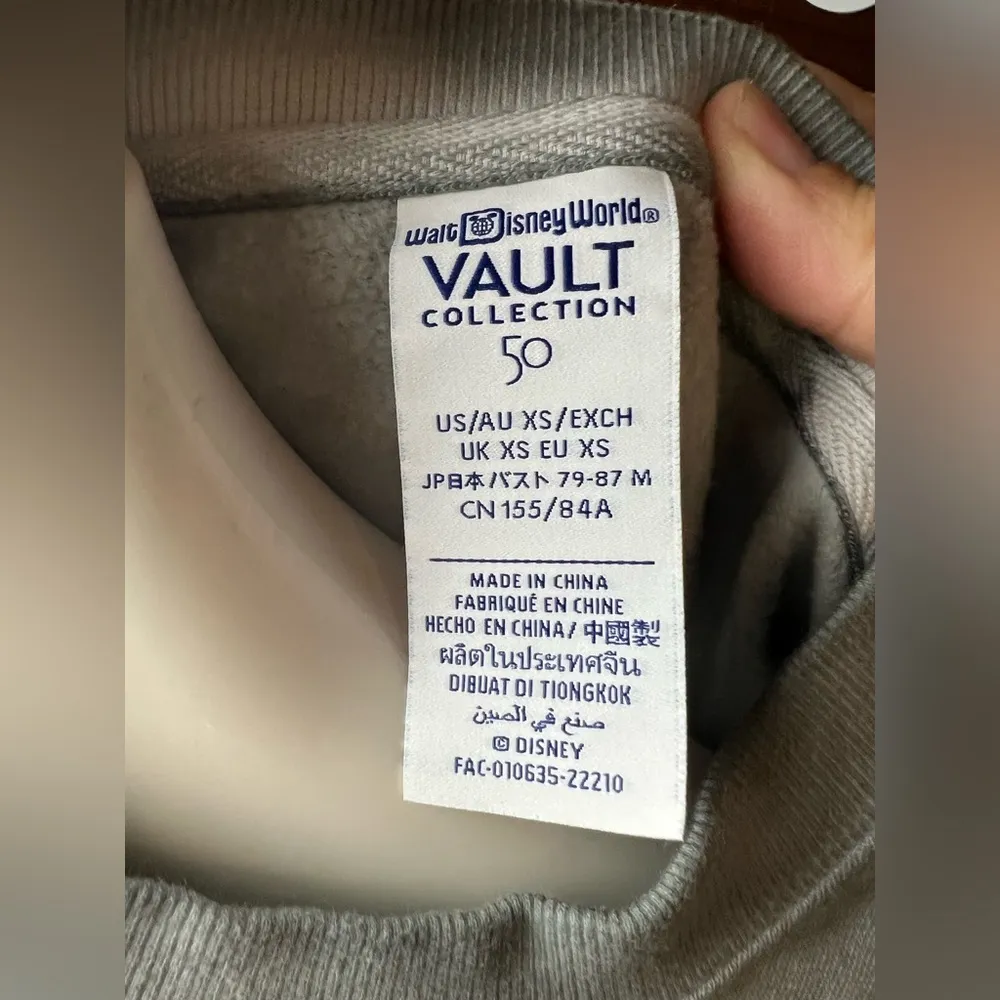 Walt Disney World®
VAULT
COLLECTION
50
US/AU XS/EXCH
UK XS EU XS
JP日本 バスト 79-87 M
CN 155/84A
MADE IN CHINA
FABRIQUÉ EN CHINE
HECHO EN CHINA/ 中國製
ผลิตในประเทศจีน
DIBUAT DI TIONGKOK
صنع في الصين
© DISNEY
FAC-010635-22210